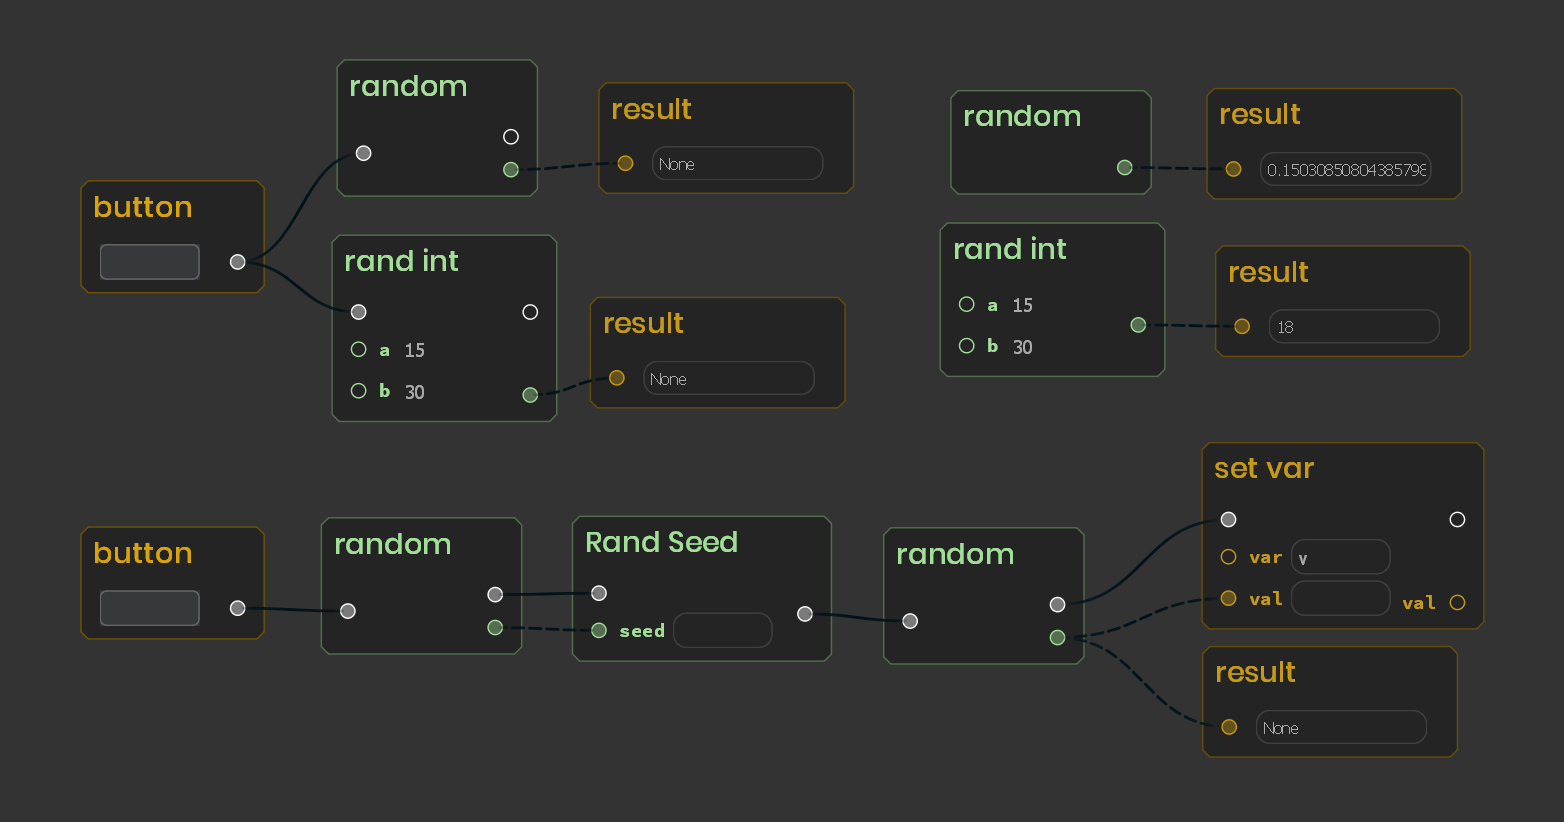 random
result
None
button
rand int
a 15
b 30
result
None
random
result
0.1503085080438579
rand int
a 15
b 30
result
18
button
random
Rand Seed
seed
random
set var
var v
val
val
result
None